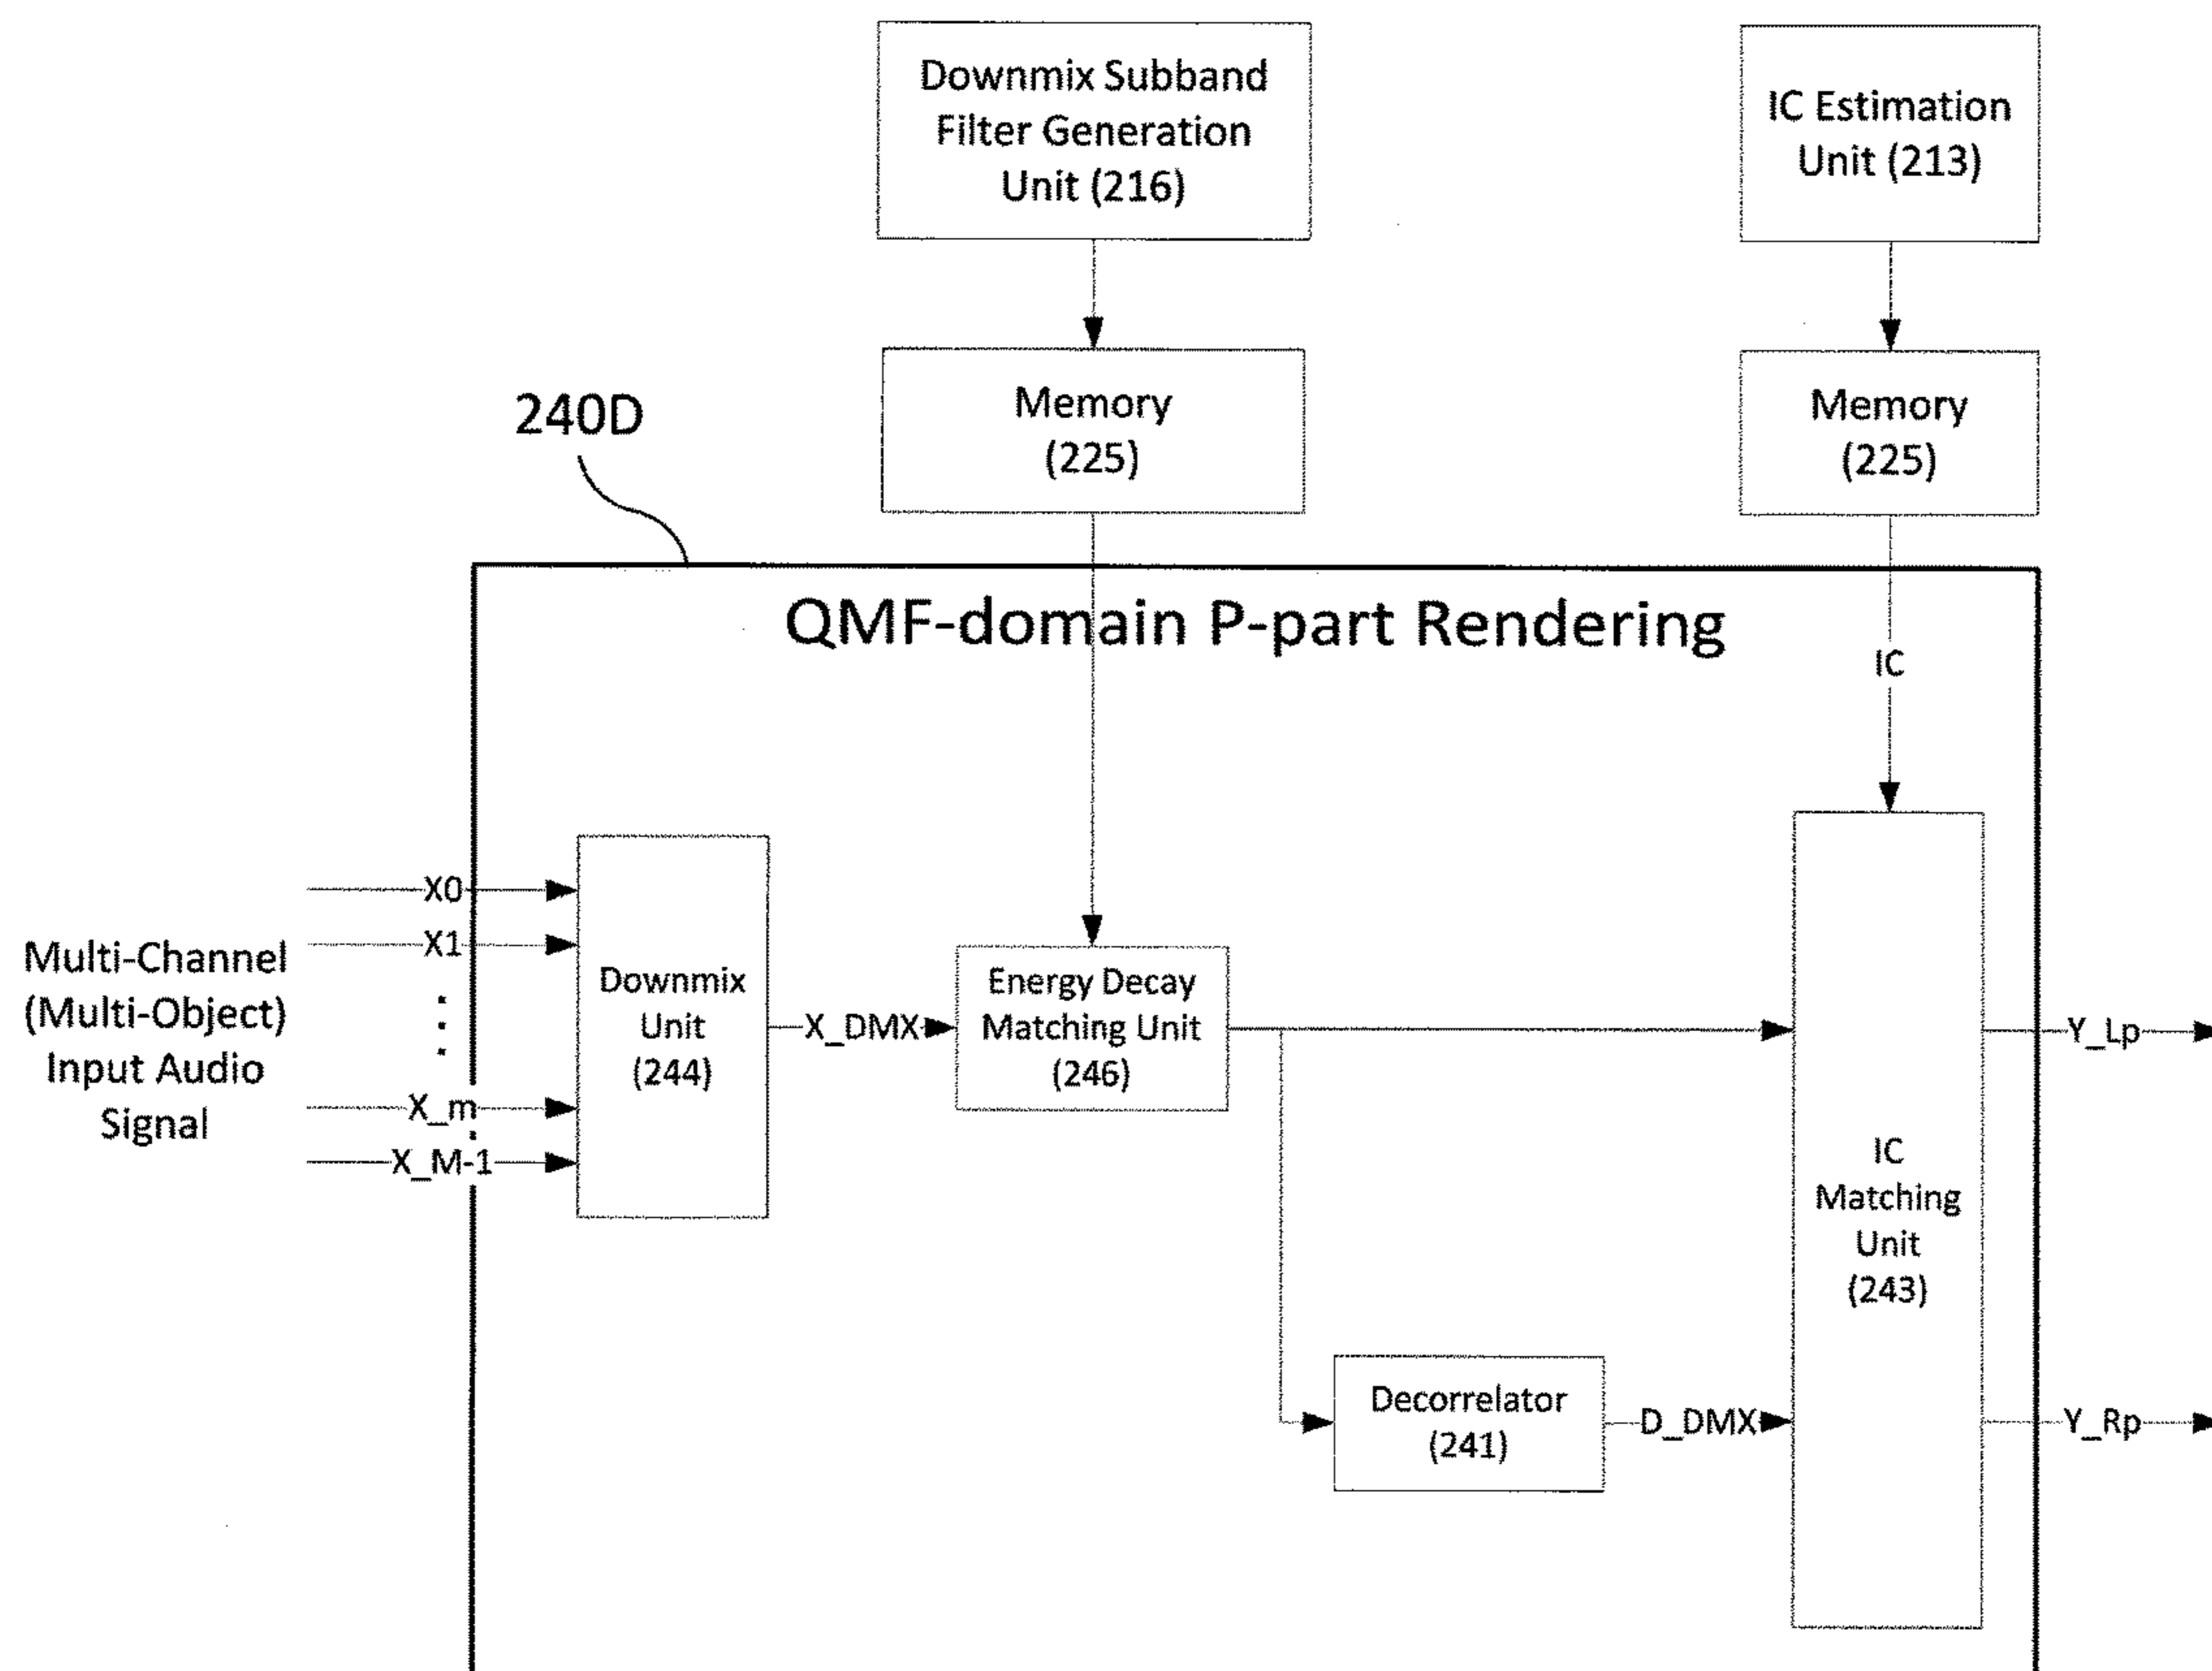 Downmix Subband
Filter Generation
Unit (216)
IC Estimation
Unit (213)
Memory
(225)
Memory
(225)
240D
QMF-domain P-part Rendering
IC
Multi-Channel
(Multi-Object)
Input Audio
Signal
X0
X1
X_m
X_M-1
Downmix
Unit
(244)
X_DMX
Energy Decay
Matching Unit
(246)
Decorrelator
(241)
D_DMX
IC
Matching
Unit
(243)
Y_Lp
Y_Rp